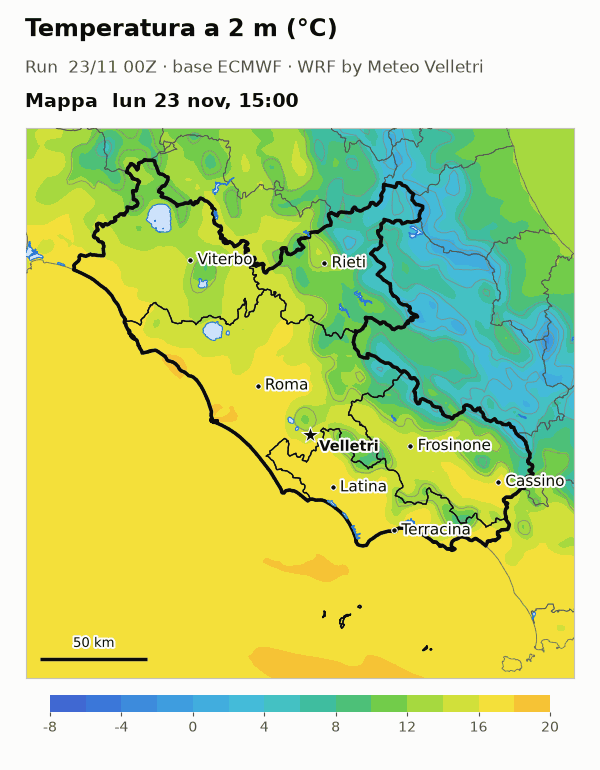 Temperatura a 2 m (°C)
Run  23/11 00Z · base ECMWF · WRF by Meteo Velletri
Mappa  lun 23 nov, 15:00
Viterbo
Rieti
Roma
Velletri
Frosinone
Cassino
Latina
Terracina
50 km
-8 -4 0 4 8 12 16 20